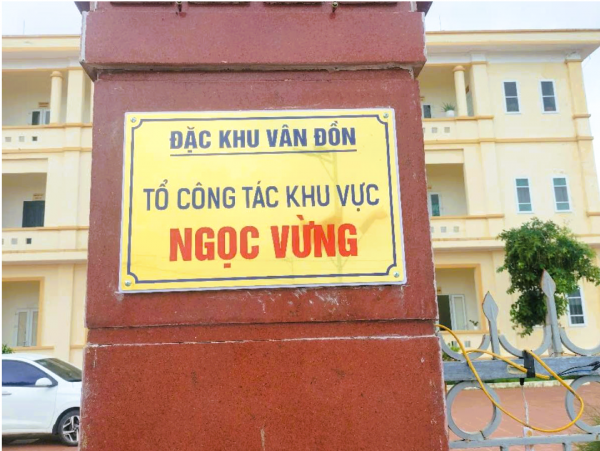 ĐẶC KHU VÂN ĐỒN
TỔ CÔNG TÁC KHU VỰC
NGỌC VỪNG